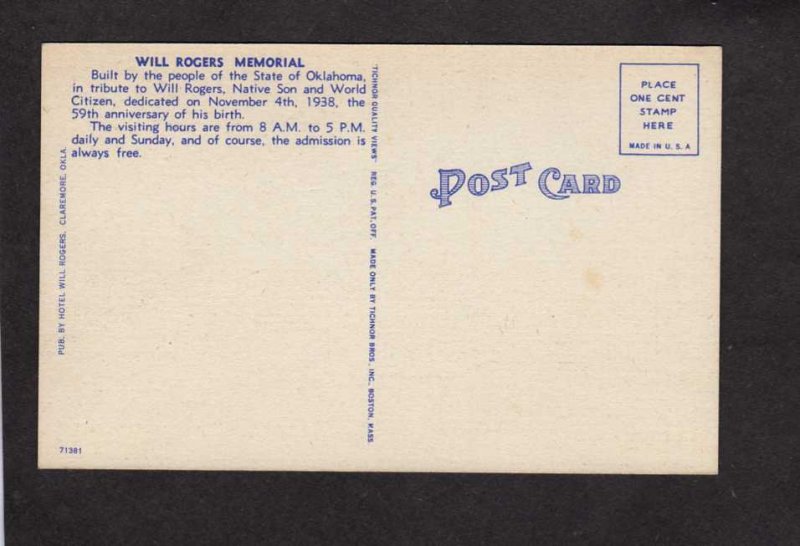 WILL ROGERS MEMORIAL
Built by the people of the State of Oklahoma,
in tribute to Will Rogers, Native Son and World
Citizen, dedicated on November 4th, 1938, the
59th anniversary of his birth.
The visiting hours are from 8 A.M. to 5 P.M.
daily and Sunday, and of course, the admission is
always free.
PUB. BY HOTEL WILL ROGERS, CLAREMORE, OKLA.
71381
TICHNOR QUALITY VIEWS" REG. U.S. PAT. OFF. MADE ONLY BY TICHNOR BROS., INC., BOSTON, MASS
POST CARD
PLACE
ONE CENT
STAMP
HERE
MADE IN U.S.A